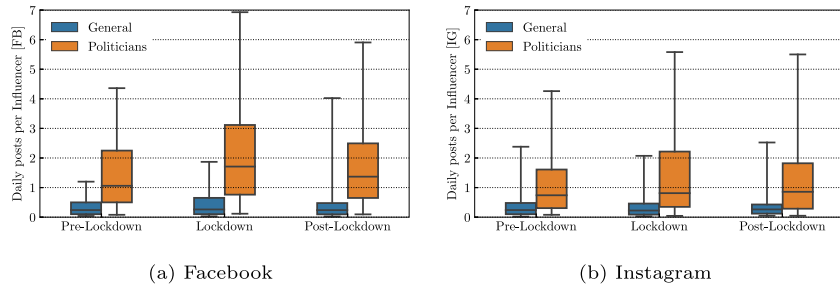 Daily posts per Influencer [FB]
7
6
5
4
3
2
1
0
General
Politicians
Pre-Lockdown Lockdown Post-Lockdown
(a) Facebook
Daily posts per Influencer [IG]
7
6
5
4
3
2
1
0
General
Politicians
Pre-Lockdown Lockdown Post-Lockdown
(b) Instagram